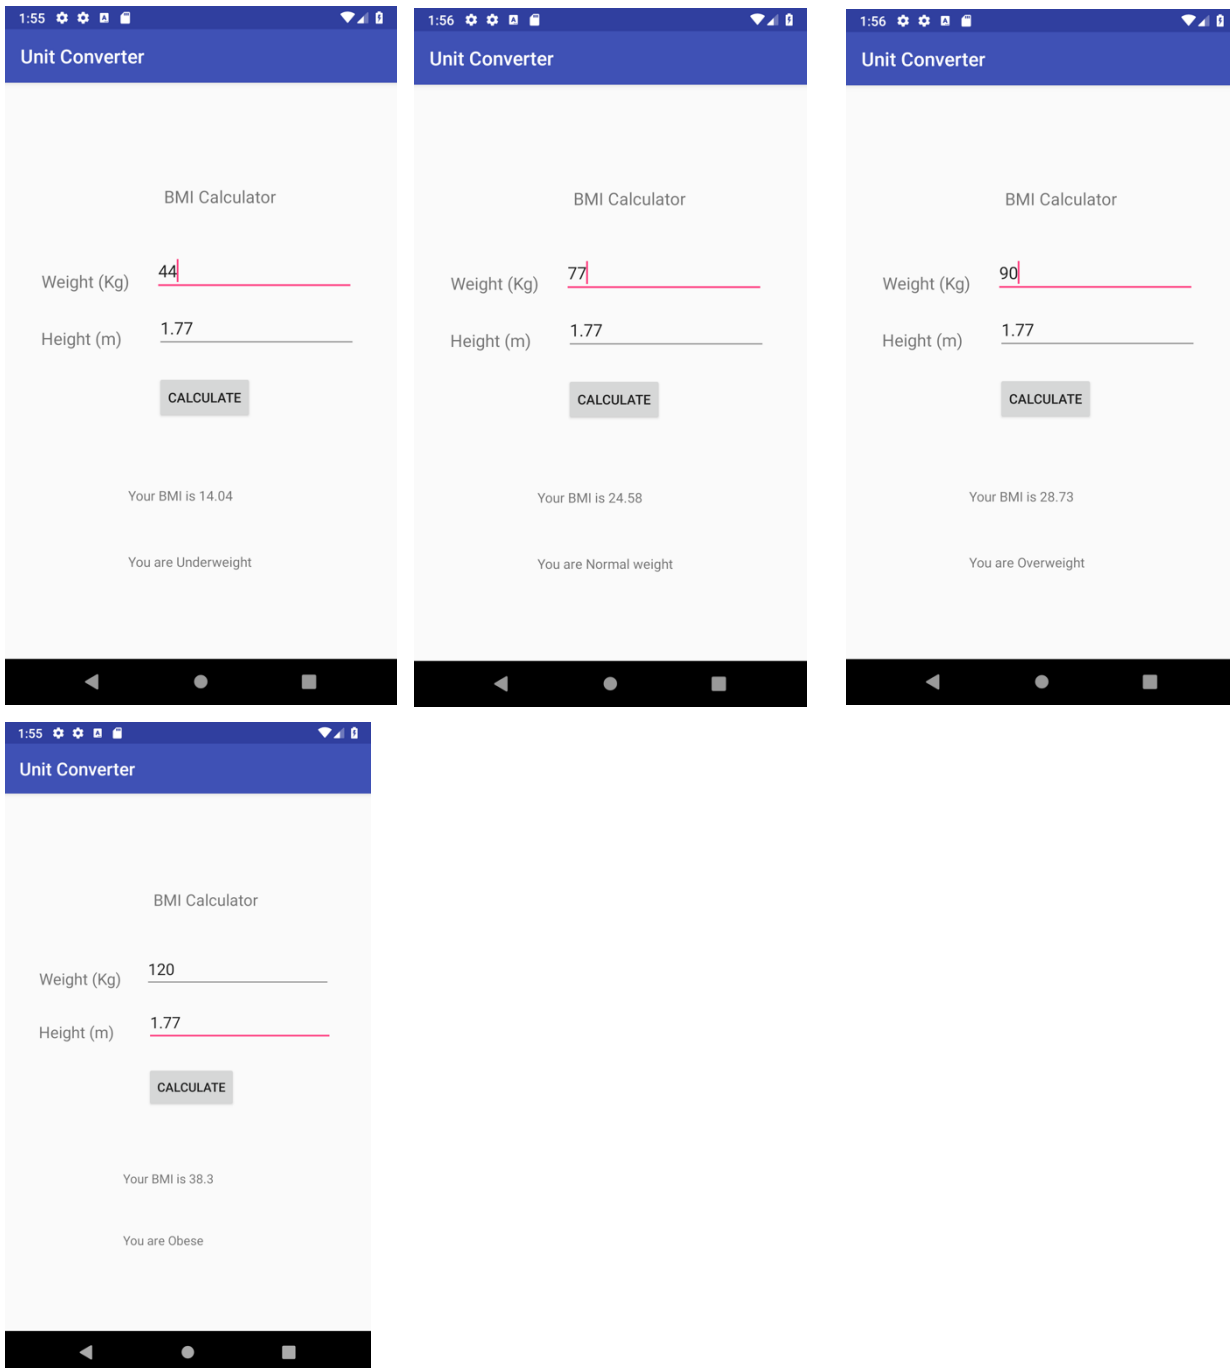 1:55
Unit Converter
BMI Calculator
Weight (Kg) 44
Height (m) 1.77
CALCULATE
Your BMI is 14.04
You are Underweight
1:56
Unit Converter
BMI Calculator
Weight (Kg) 77
Height (m) 1.77
CALCULATE
Your BMI is 24.58
You are Normal weight
1:56
Unit Converter
BMI Calculator
Weight (Kg) 90
Height (m) 1.77
CALCULATE
Your BMI is 28.73
You are Overweight
1:55
Unit Converter
BMI Calculator
Weight (Kg) 120
Height (m) 1.77
CALCULATE
Your BMI is 38.3
You are Obese